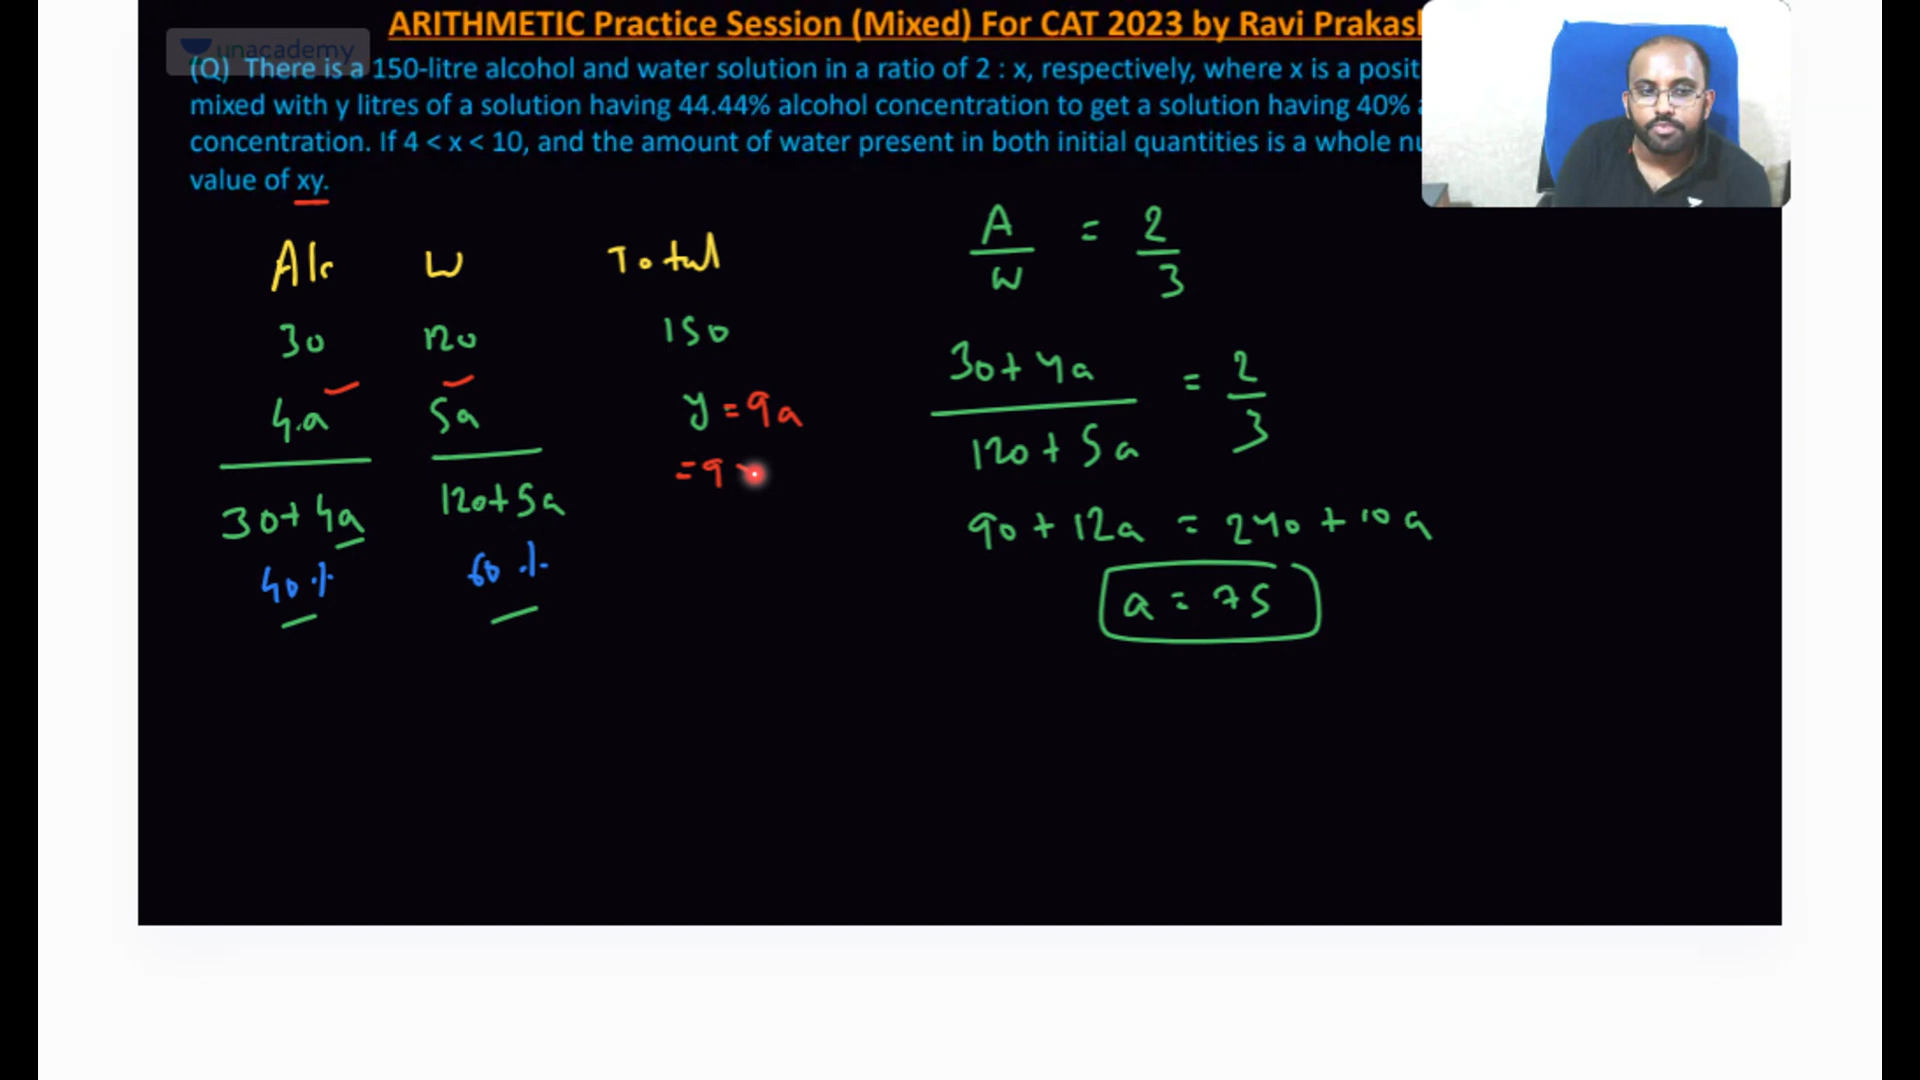 ARITHMETIC Practice Session (Mixed) For CAT 2023 by Ravi Prakash
unacademy
(Q) There is a 150-litre alcohol and water solution in a ratio of 2 : x, respectively, where x is a posit
mixed with y litres of a solution having 44.44% alcohol concentration to get a solution having 40%
concentration. If 4 < x < 10, and the amount of water present in both initial quantities is a whole nu
value of xy.
Alc W Total
30 120 150
4a 5a y = 9a
= 9
30+4a 120+5a
40% 60%
A/W = 2/3
30+4a / 120+5a = 2/3
90 + 12a = 240 + 10a
a = 75